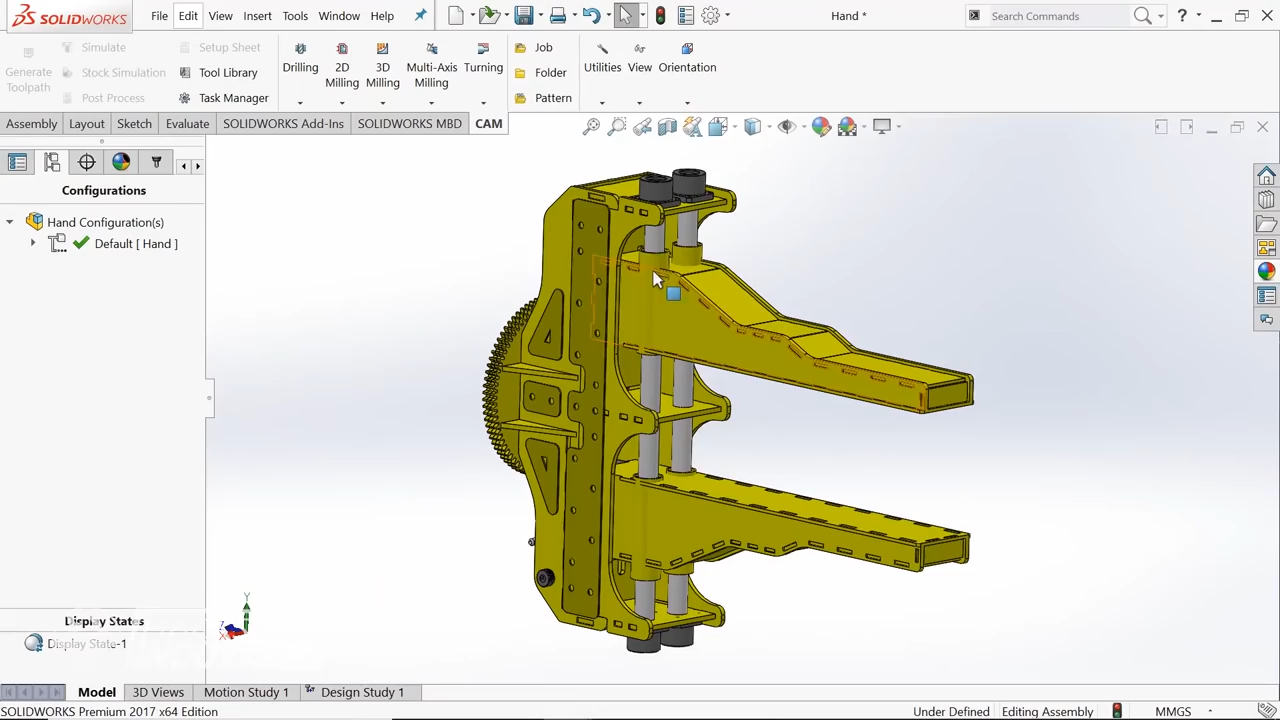 SOLIDWORKS File Edit View Insert Tools Window Help Hand * Search Commands ?
Simulate Setup Sheet Job
Generate Toolpath Stock Simulation Tool Library Drilling 2D Milling 3D Milling Multi-Axis Milling Turning Folder Utilities View Orientation
Post Process Task Manager Pattern
Assembly Layout Sketch Evaluate SOLIDWORKS Add-Ins SOLIDWORKS MBD CAM
Configurations
Hand Configuration(s)
Default [ Hand ]
Y
Z X
Display States
Display State-1
Model 3D Views Motion Study 1 Design Study 1
SOLIDWORKS Premium 2017 x64 Edition Under Defined Editing Assembly MMGS